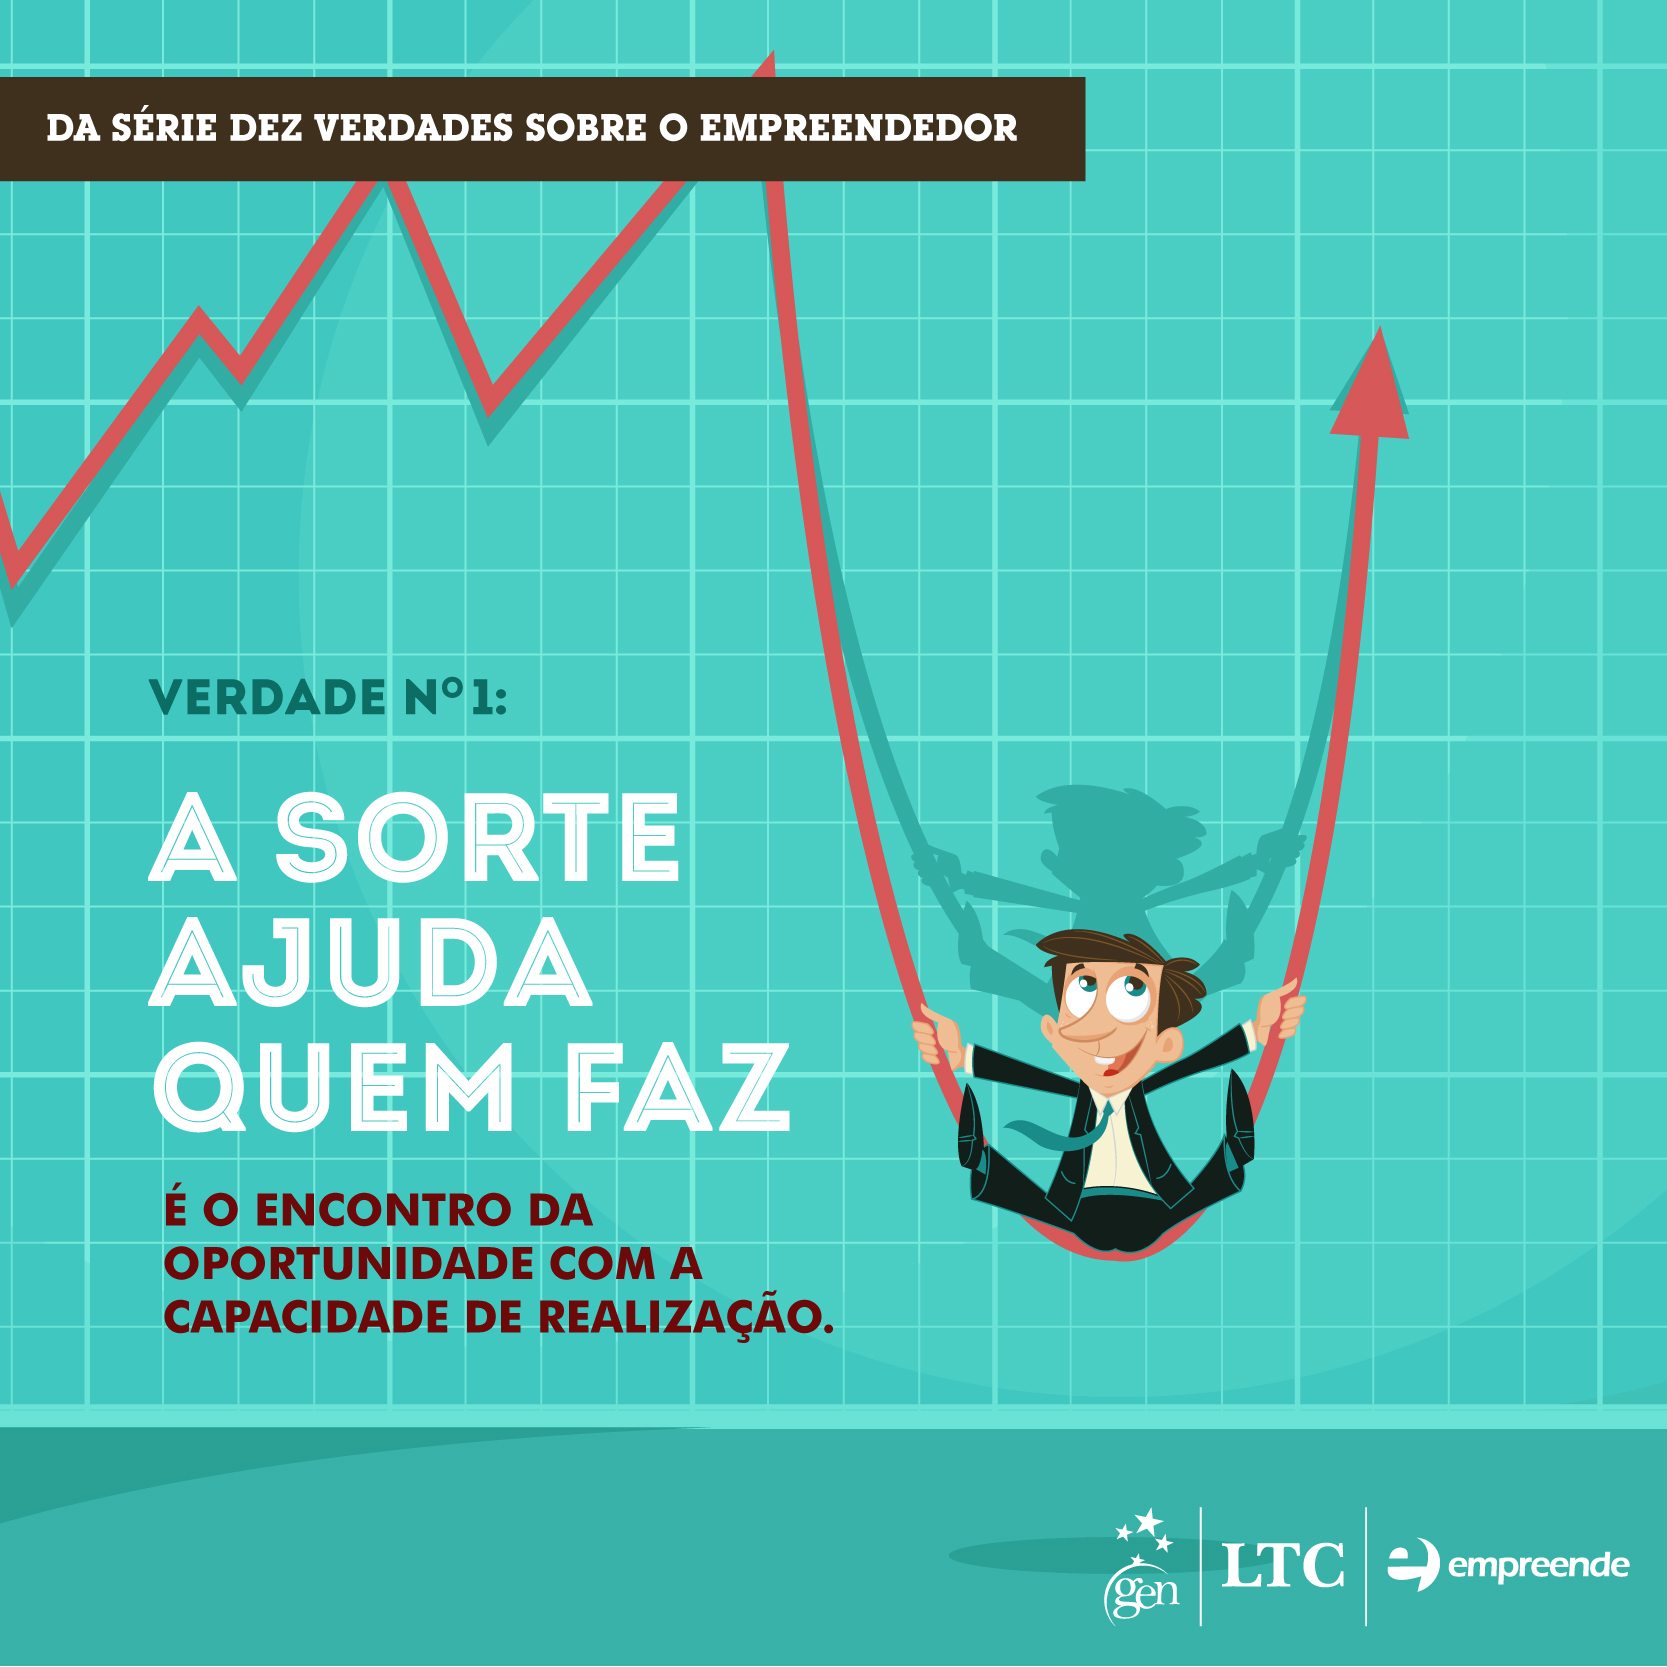 DA SÉRIE DEZ VERDADES SOBRE O EMPREENDEDOR
VERDADE Nº 1:
A SORTE
AJUDA
QUEM FAZ
É O ENCONTRO DA
OPORTUNIDADE COM A
CAPACIDADE DE REALIZAÇÃO.
gen
LTC
empreende